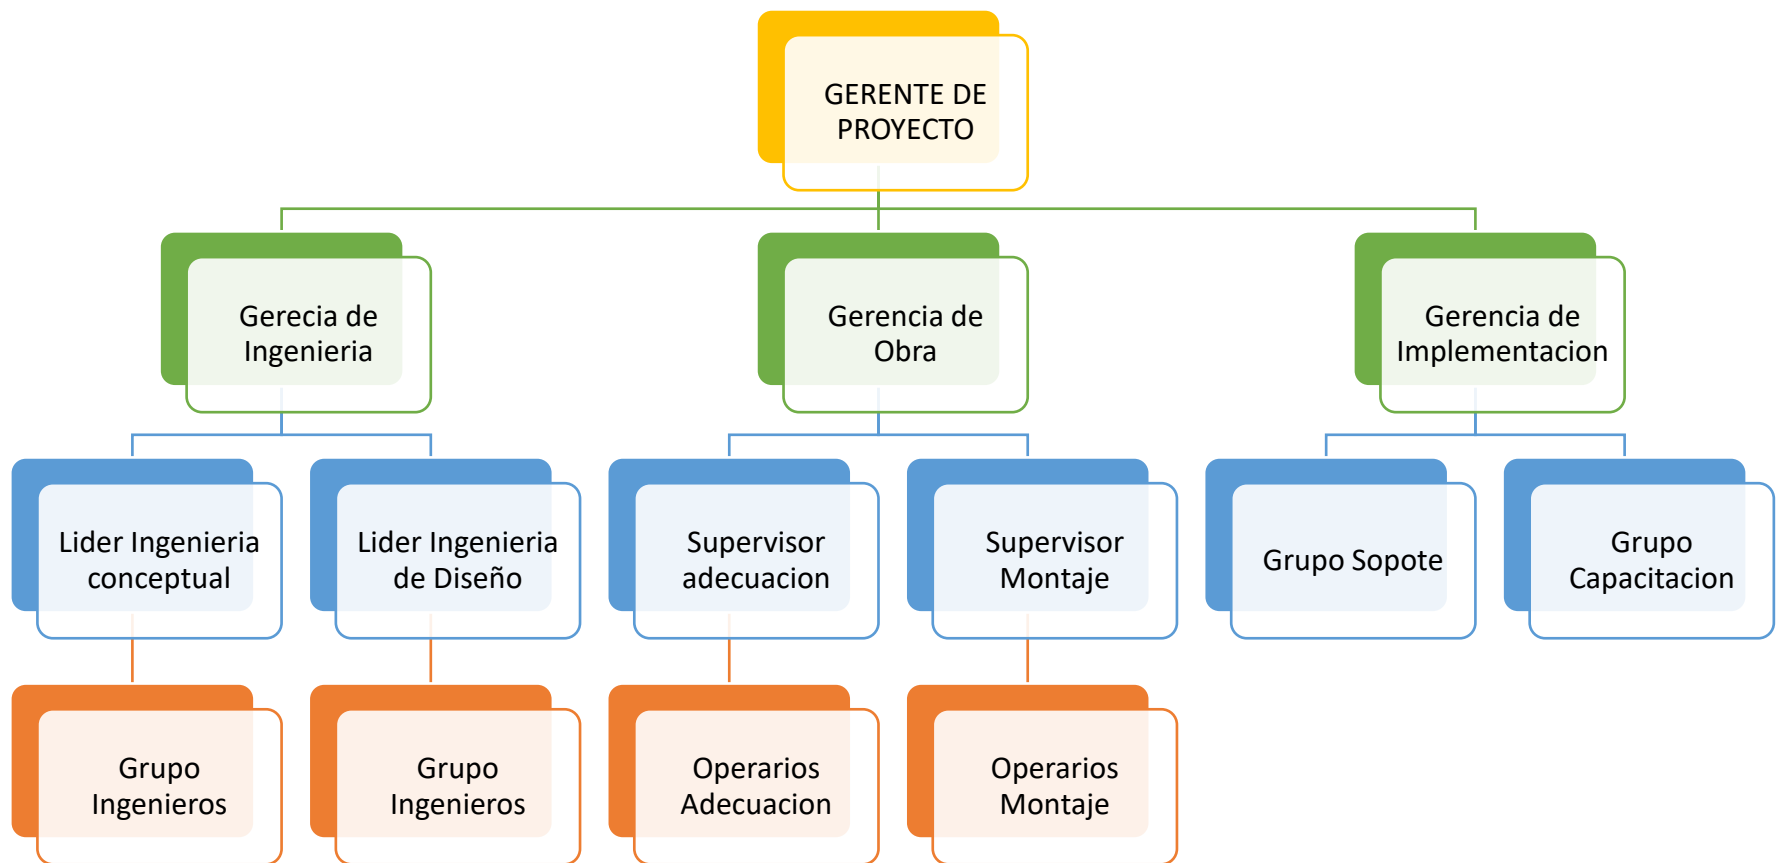 GERENTE DE
PROYECTO
Gerecia de
Ingenieria
Gerencia de
Obra
Gerencia de
Implementacion
Lider Ingenieria
conceptual
Lider Ingenieria
de Diseño
Supervisor
adecuacion
Supervisor
Montaje
Grupo Sopote
Grupo
Capacitacion
Grupo
Ingenieros
Grupo
Ingenieros
Operarios
Adecuacion
Operarios
Montaje